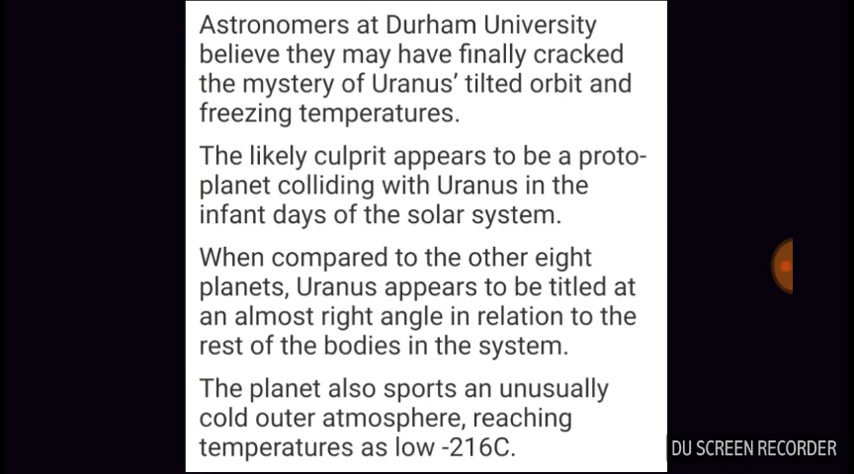 Astronomers at Durham University
believe they may have finally cracked
the mystery of Uranus’ tilted orbit and
freezing temperatures.
The likely culprit appears to be a proto-
planet colliding with Uranus in the
infant days of the solar system.
When compared to the other eight
planets, Uranus appears to be titled at
an almost right angle in relation to the
rest of the bodies in the system.
The planet also sports an unusually
cold outer atmosphere, reaching
temperatures as low -216C.
DU SCREEN RECORDER